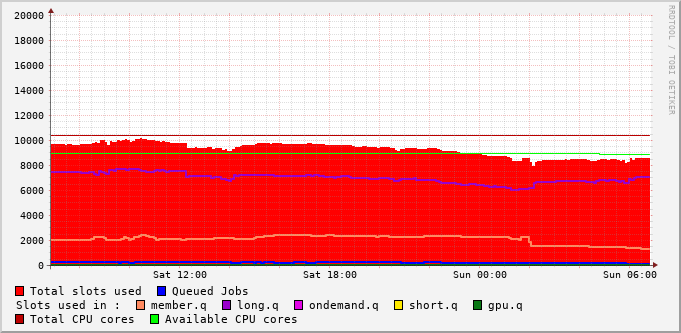 20000
18000
16000
14000
12000
10000
8000
6000
4000
2000
0
Sat 12:00 Sat 18:00 Sun 00:00 Sun 06:00
Total slots used Queued Jobs
Slots used in : member.q long.q ondemand.q short.q gpu.q
Total CPU cores Available CPU cores
RRDTOOL / TOBI OETIKER